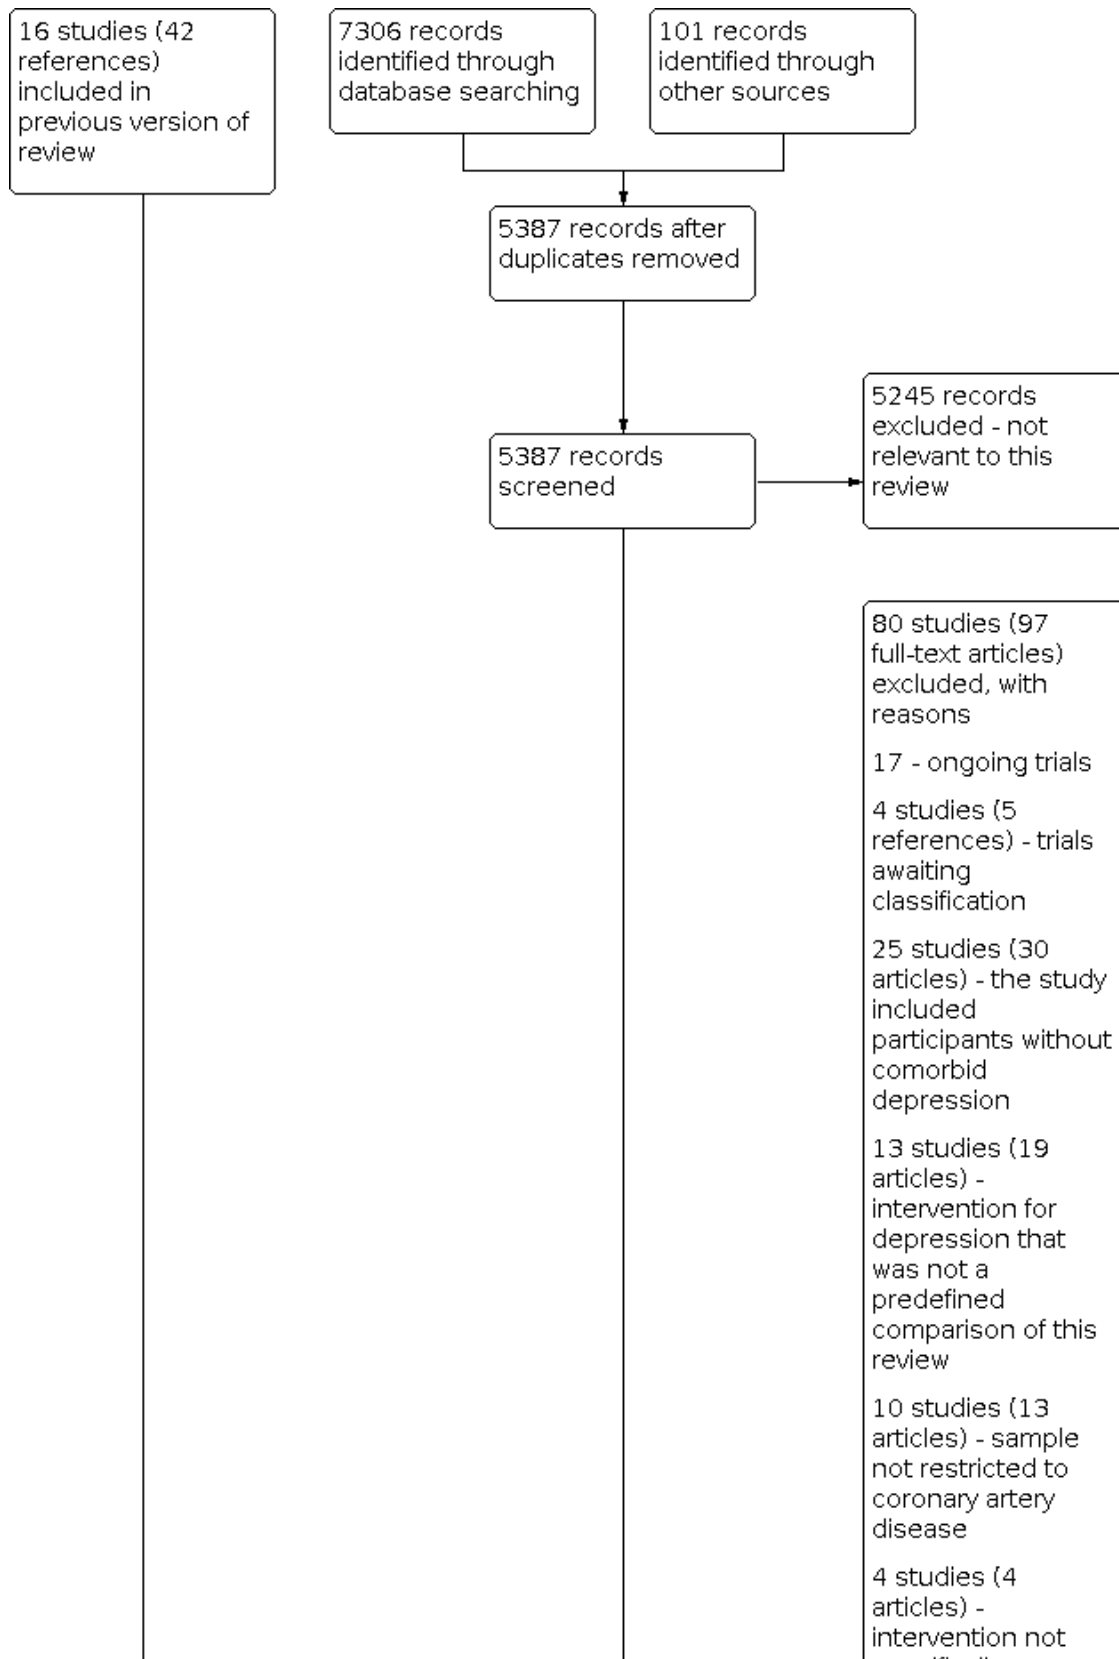 16 studies (42
references)
included in
previous version of
review
7306 records
identified through
database searching
101 records
identified through
other sources
5387 records after
duplicates removed
5387 records
screened
5245 records
excluded - not
relevant to this
review
80 studies (97
full-text articles)
excluded, with
reasons
17 - ongoing trials
4 studies (5
references) - trials
awaiting
classification
25 studies (30
articles) - the study
included
participants without
comorbid
depression
13 studies (19
articles) -
intervention for
depression that
was not a
predefined
comparison of this
review
10 studies (13
articles) - sample
not restricted to
coronary artery
disease
4 studies (4
articles) -
intervention not